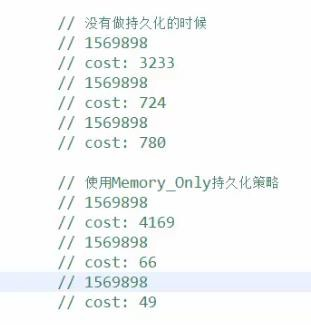 // 没有做持久化的时候
// 1569898
// cost: 3233
// 1569898
// cost: 724
// 1569898
// cost: 780
// 使用Memory_Only持久化策略
// 1569898
// cost: 4169
// 1569898
// cost: 66
// 1569898
// cost: 49